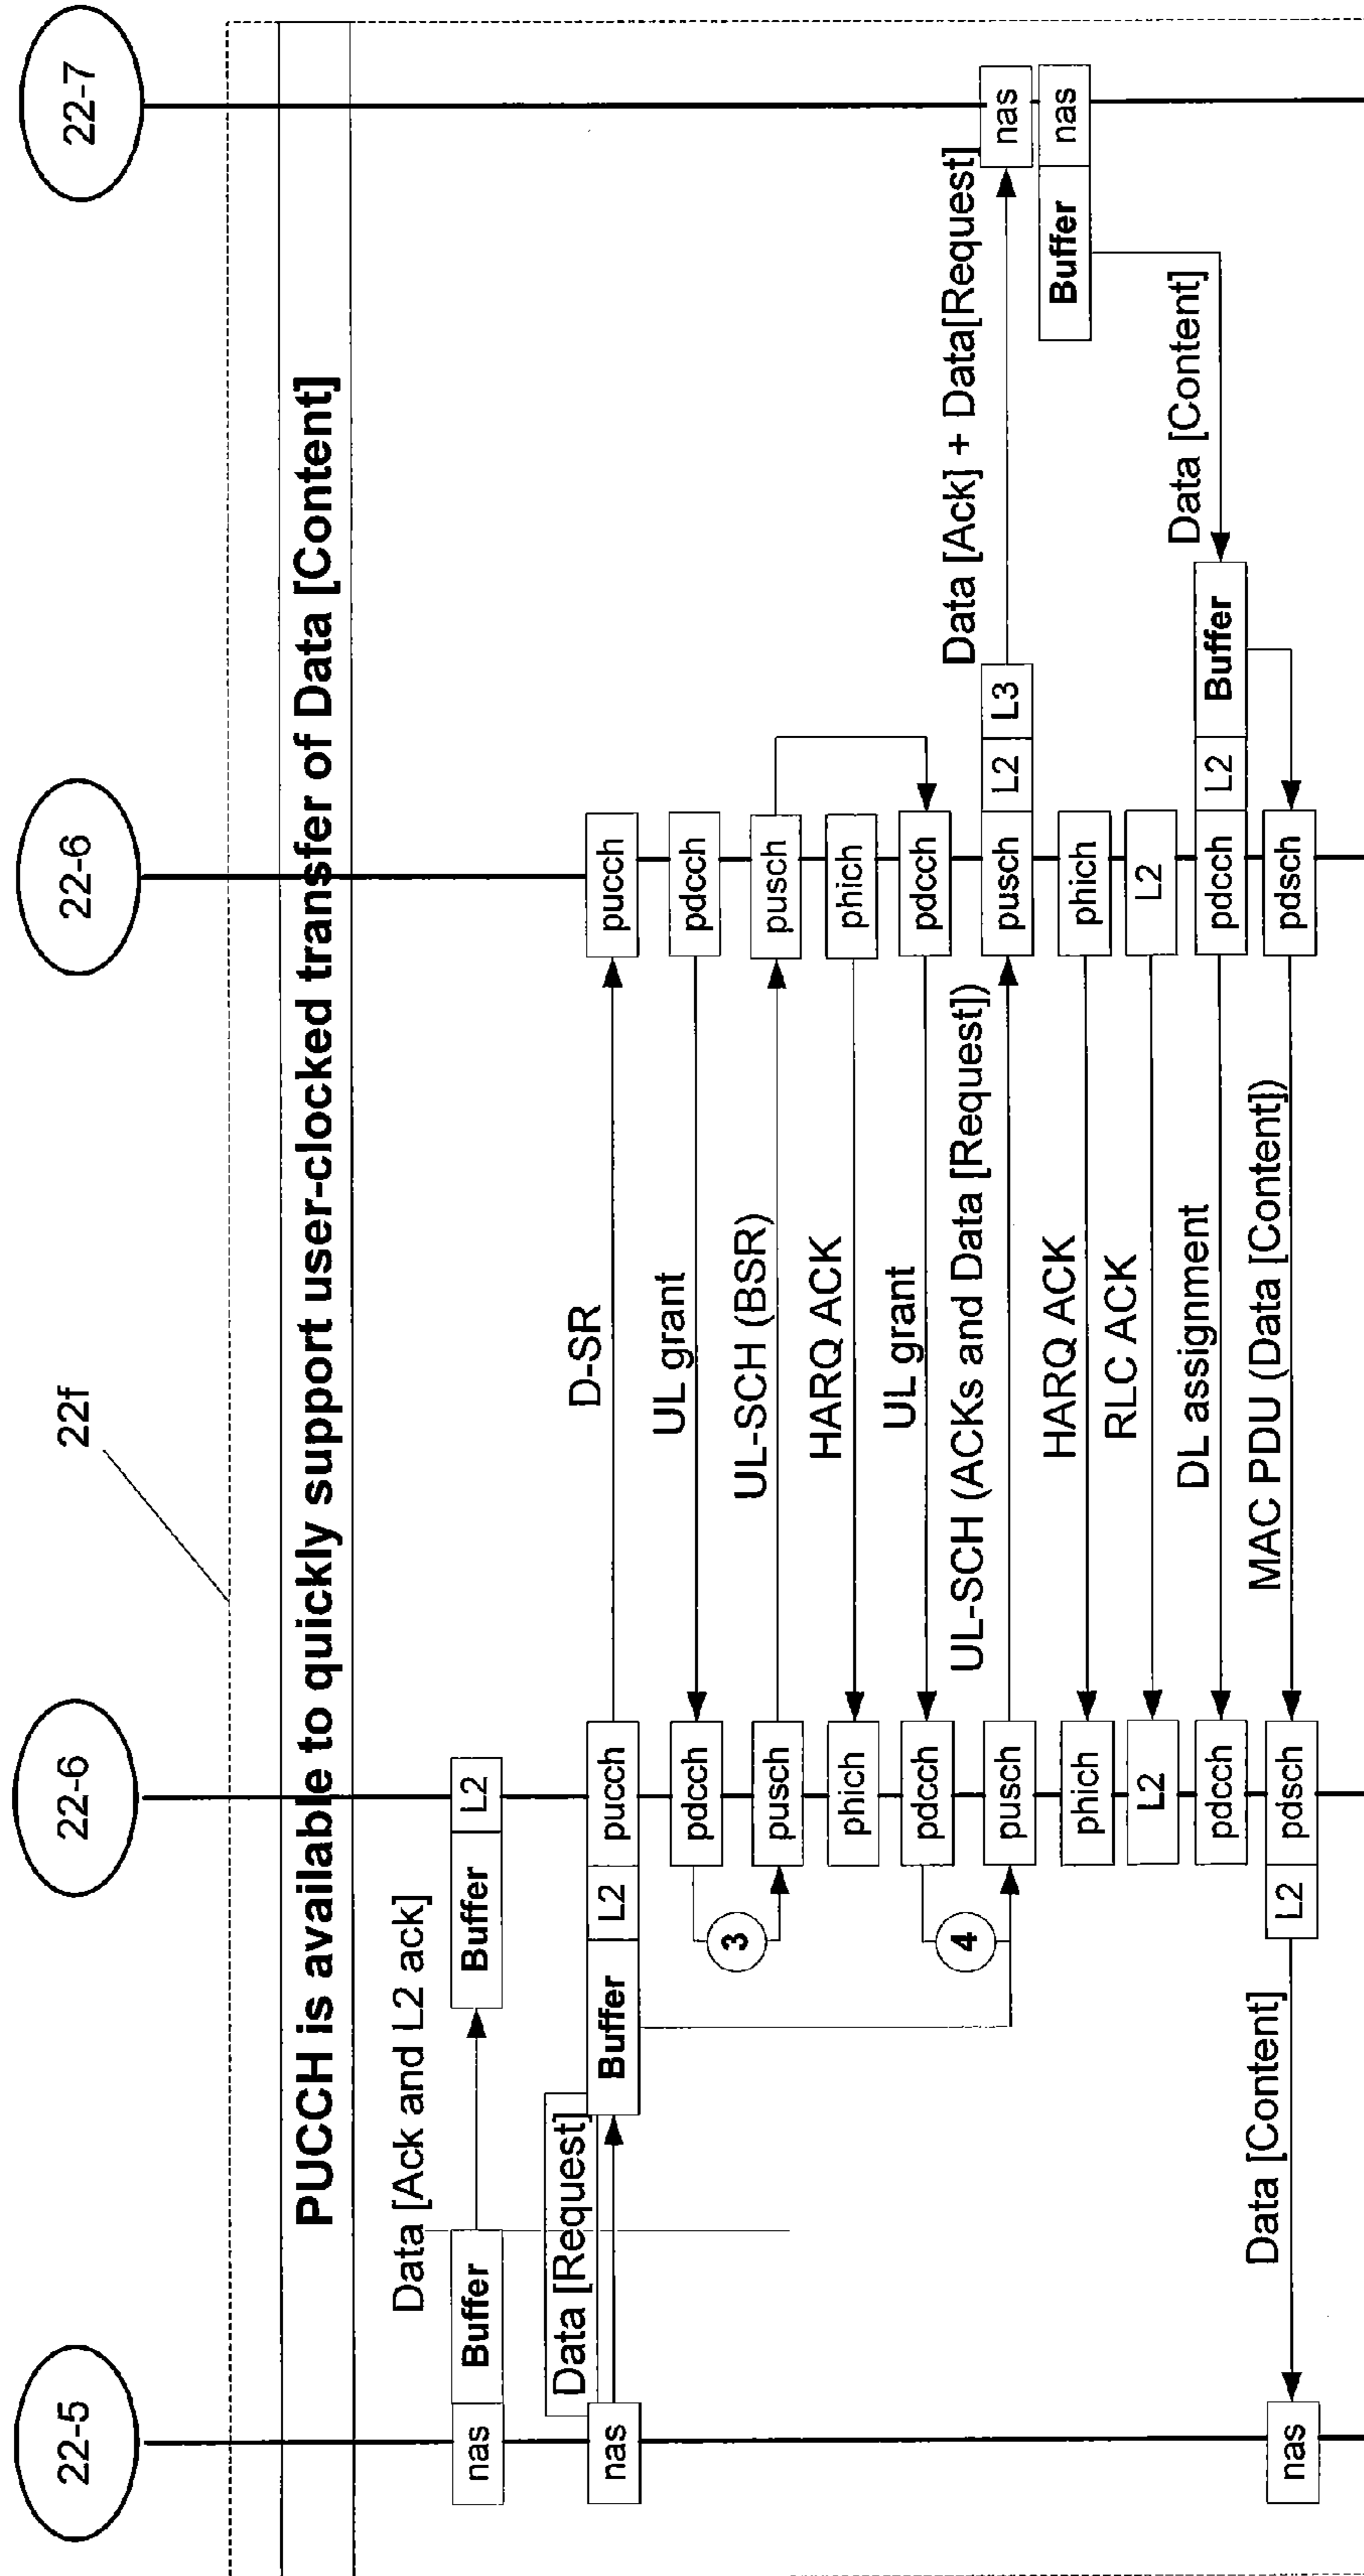 22f
22-5 22-6 22-6 22-7
PUCCH is available to quickly support user-clocked transfer of Data [Content]
Data [Ack and L2 ack]
nas Buffer Buffer L2
Data [Request] D-SR
nas Buffer L2 pucch pucch
UL grant
pdcch pdcch
3
UL-SCH (BSR)
pusch pusch
HARQ ACK
phich phich
UL grant
pdcch pdcch
4
UL-SCH (ACKs and Data [Request]) Data [Ack] + Data[Request]
pusch pusch L2 L3 nas
HARQ ACK
phich phich Buffer nas
RLC ACK
L2 L2
DL assignment Data [Content]
pdcch pdcch L2 Buffer
Data [Content] MAC PDU (Data [Content])
nas L2 pdsch pdsch